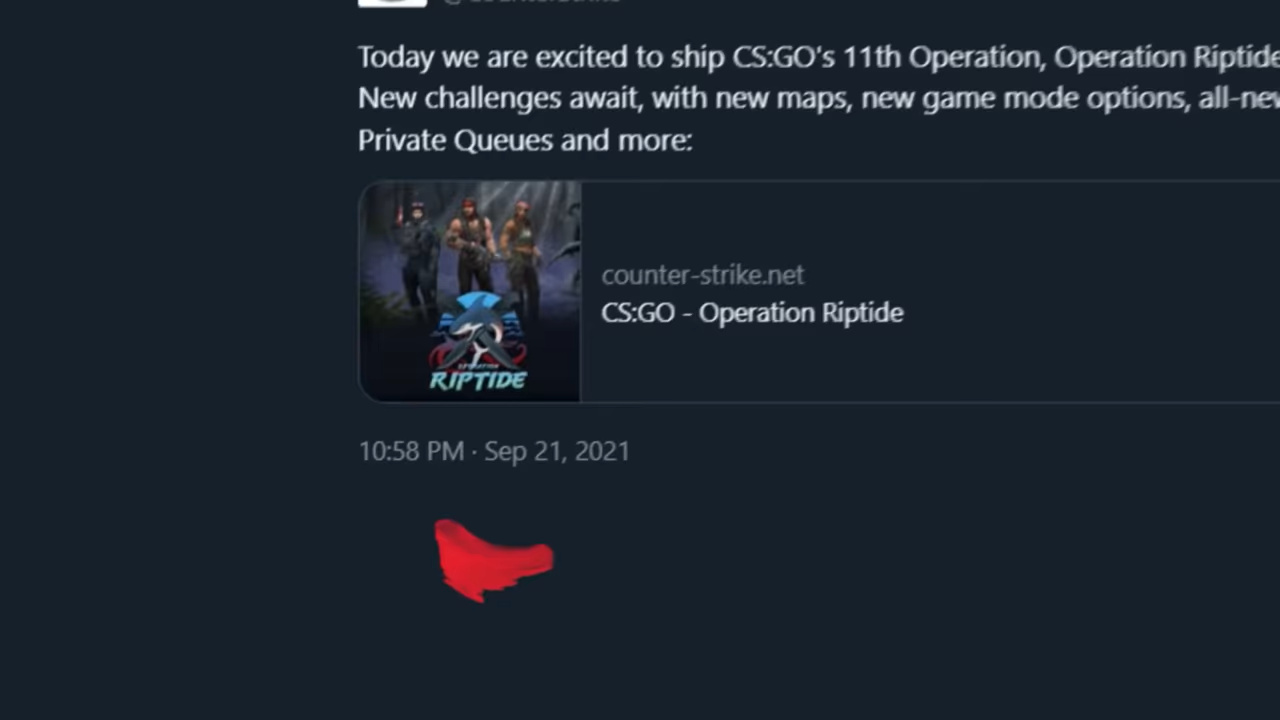 Today we are excited to ship CS:GO's 11th Operation, Operation Riptide
New challenges await, with new maps, new game mode options,
Private Queues and more:
counter-strike.net
CS:GO - Operation Riptide
RIPTIDE
10:58 PM · Sep 21, 2021